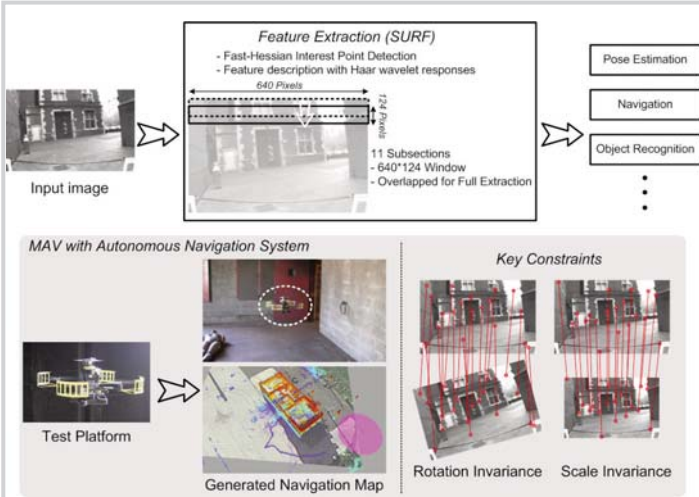 Feature Extraction (SURF)
- Fast-Hessian Interest Point Detection
- Feature description with Haar wavelet responses
640 Pixels
124 Pixels
11 Subsections
- 640*124 Window
- Overlapped for Full Extraction
Input image
Pose Estimation
Navigation
Object Recognition
MAV with Autonomous Navigation System
Test Platform
Generated Navigation Map
Key Constraints
Rotation Invariance
Scale Invariance